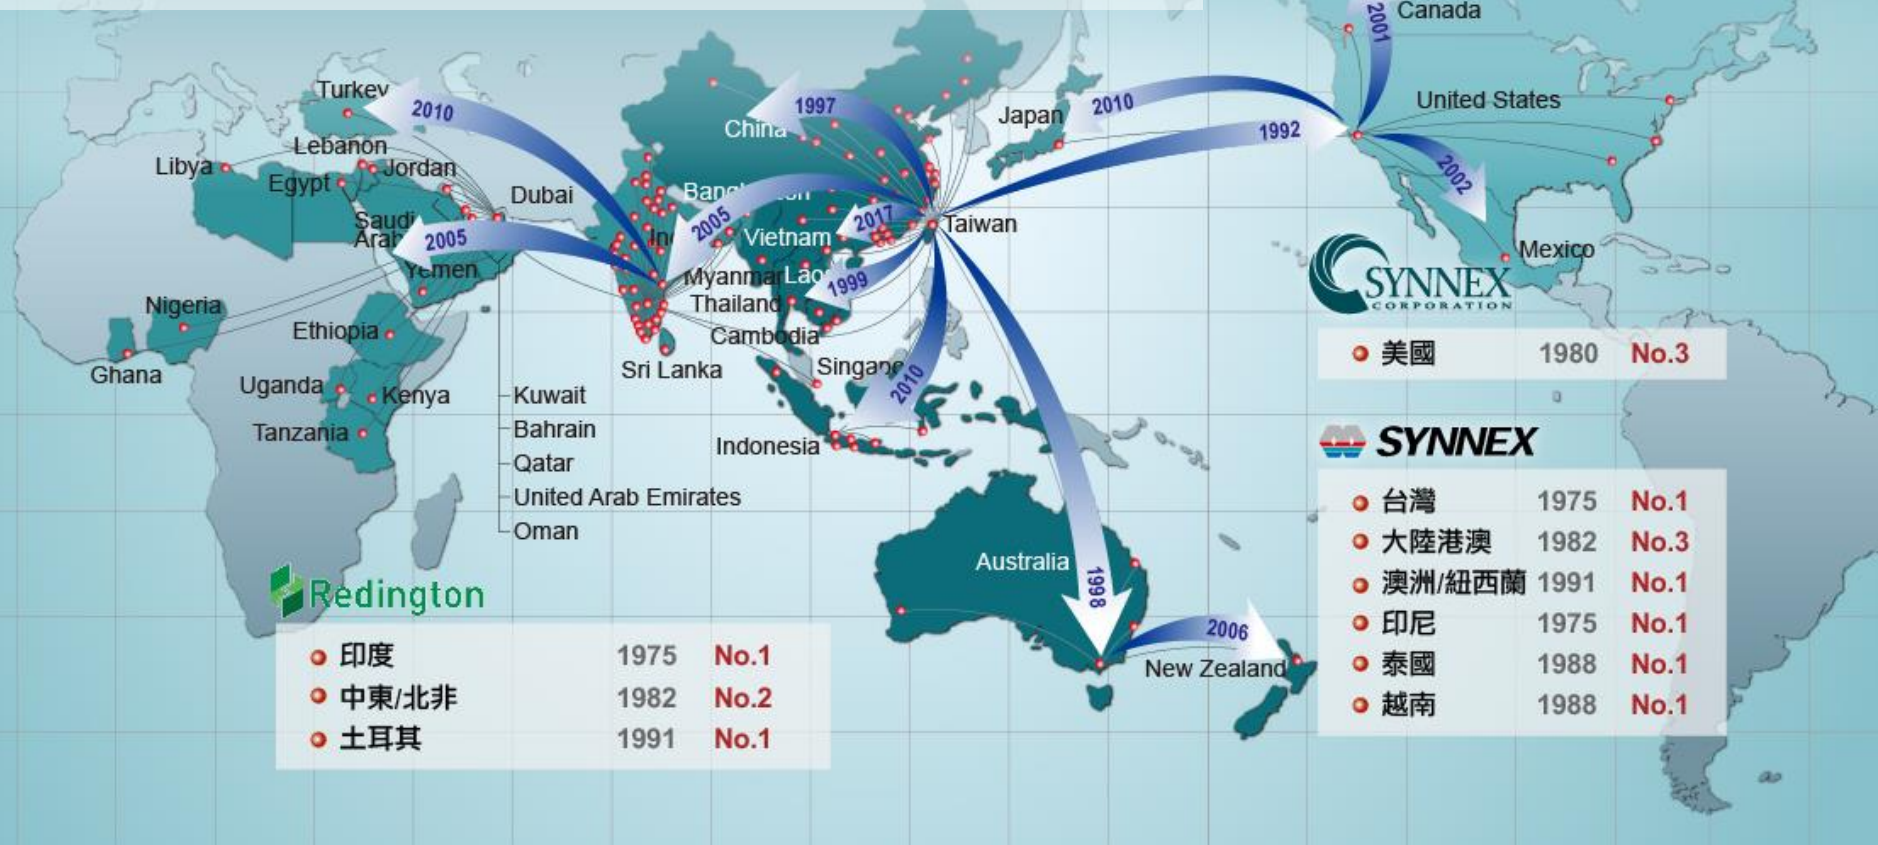 Canada
2001
Turkey
2010
1997
China
Japan
2010
United States
1992
Lebanon
Libya
Jordan
Egypt
2002
Dubai
2005
2017
Saudi
2005
Vietnam
Taiwan
Mexico
Yemen
Myanmar
1999
Thailand
SYNNEX
CORPORATION
Nigeria
Ethiopia
Cambodia
Ghana
Sri Lanka
美國 1980 No.3
Uganda
Kenya
2010
Kuwait
Tanzania
Bahrain
Indonesia
SYNNEX
Qatar
United Arab Emirates
Oman
台灣 1975 No.1
大陸港澳 1982 No.3
澳洲/紐西蘭 1991 No.1
印尼 1975 No.1
泰國 1988 No.1
越南 1988 No.1
Australia
1998
2006
New Zealand
Redington
印度 1975 No.1
中東/北非 1982 No.2
土耳其 1991 No.1